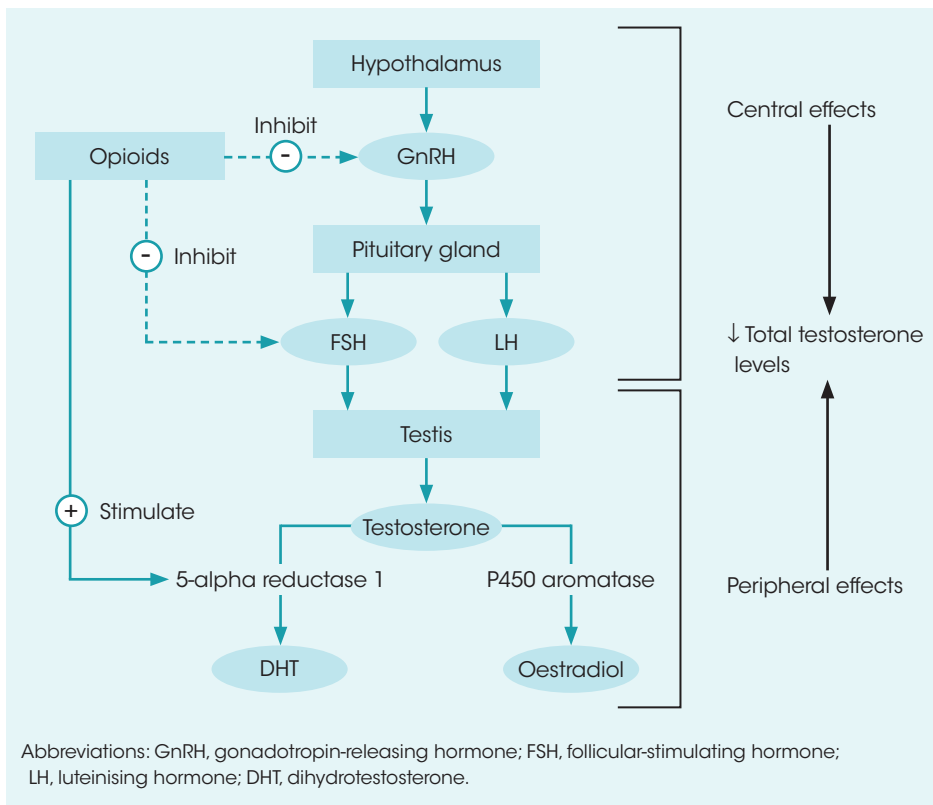 Hypothalamus
Central effects
Inhibit
Opioids
-
GnRH
Pituitary gland
-
Inhibit
FSH
LH
↓ Total testosterone
levels
Testis
+
Stimulate
Testosterone
5-alpha reductase 1
P450 aromatase
Peripheral effects
DHT
Oestradiol
Abbreviations: GnRH, gonadotropin-releasing hormone; FSH, follicular-stimulating hormone;
LH, luteinising hormone; DHT, dihydrotestosterone.